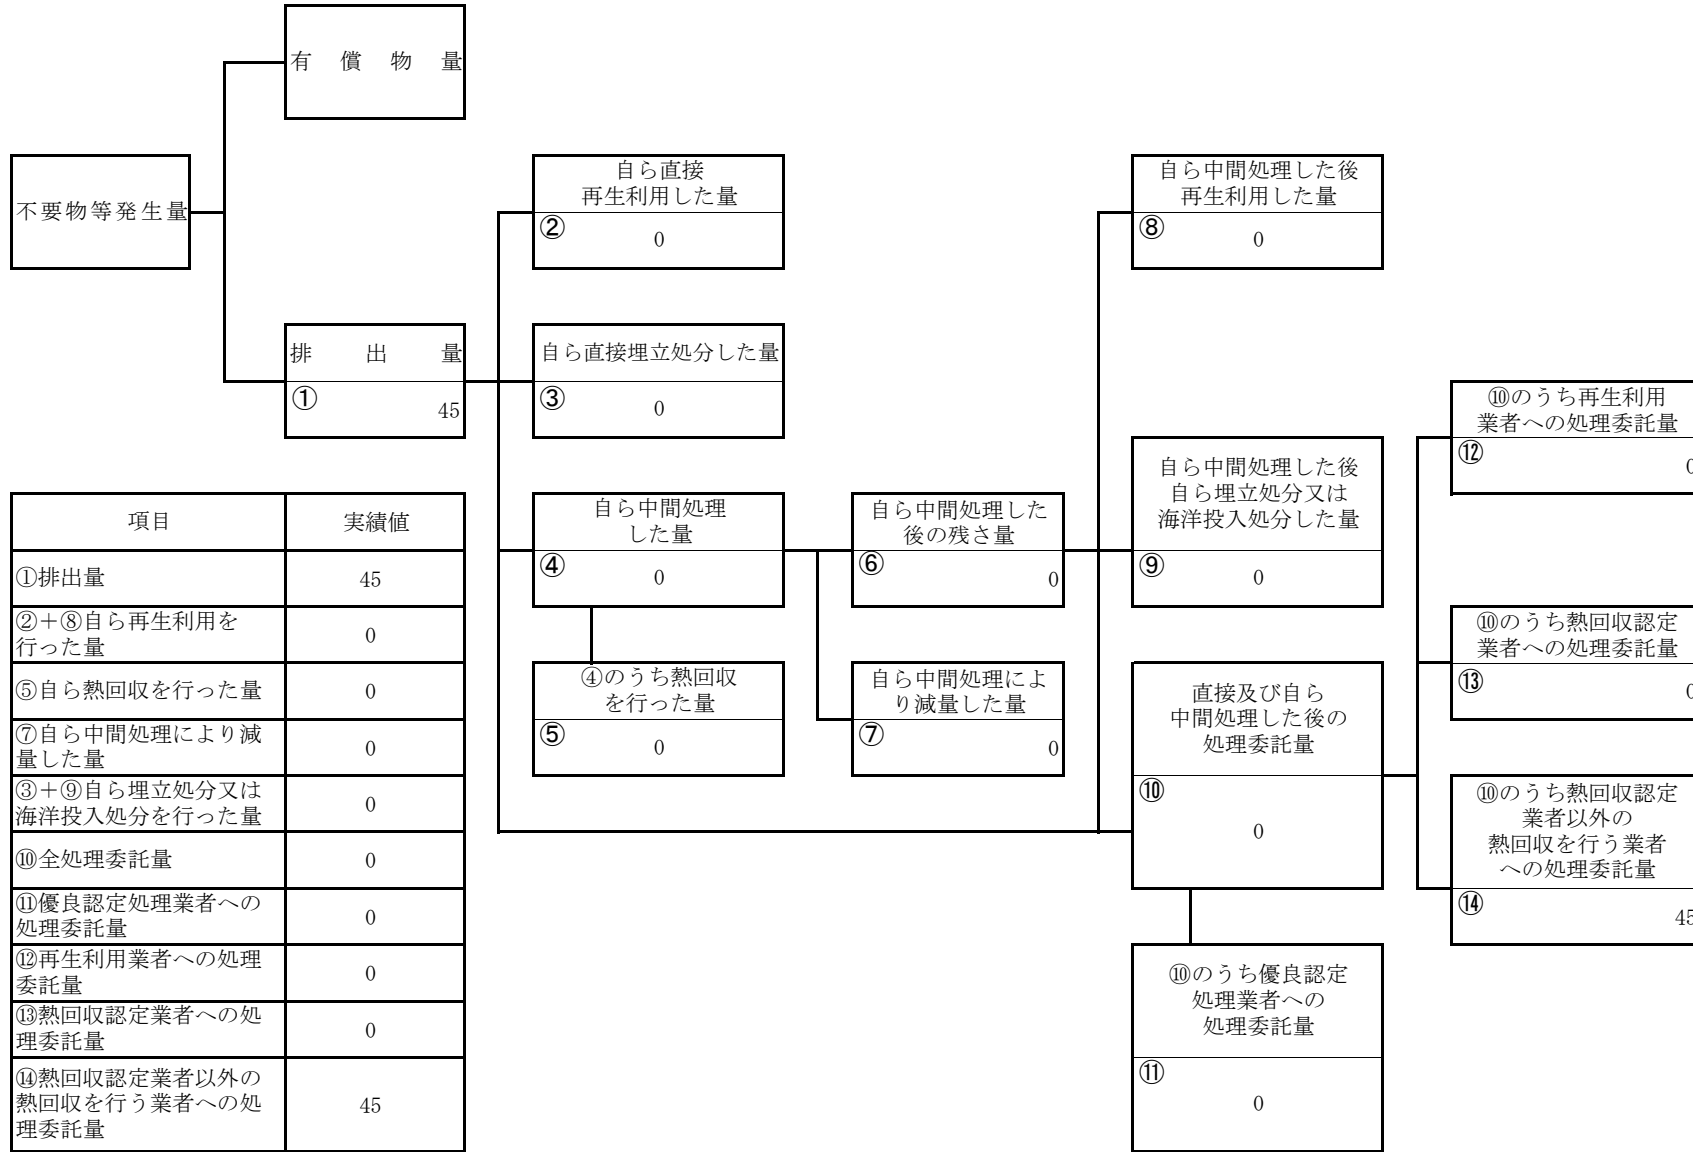 有償物量
不要物等発生量
排出量
①
45
自ら直接
再生利用した量
②
0
自ら直接埋立処分した量
③
0
自ら中間処理
した量
④
0
④のうち熱回収
を行った量
⑤
0
自ら中間処理した
後の残さ量
⑥
0
自ら中間処理によ
り減量した量
⑦
0
自ら中間処理した後
再生利用した量
⑧
0
自ら中間処理した後
自ら埋立処分又は
海洋投入処分した量
⑨
0
直接及び自ら
中間処理した後の
処理委託量
⑩
0
⑩のうち優良認定
処理業者への
処理委託量
⑪
0
⑩のうち再生利用
業者への処理委託量
⑫
0
⑩のうち熱回収認定
業者への処理委託量
⑬
0
⑩のうち熱回収認定
業者以外の
熱回収を行う業者
への処理委託量
⑭
45
項目 実績値
①排出量 45
②＋⑧自ら再生利用を
行った量 0
⑤自ら熱回収を行った量 0
⑦自ら中間処理により減
量した量 0
③＋⑨自ら埋立処分又は
海洋投入処分を行った量 0
⑩全処理委託量 0
⑪優良認定処理業者への
処理委託量 0
⑫再生利用業者への処理
委託量 0
⑬熱回収認定業者への処
理委託量 0
⑭熱回収認定業者以外の
熱回収を行う業者への処 45
理委託量